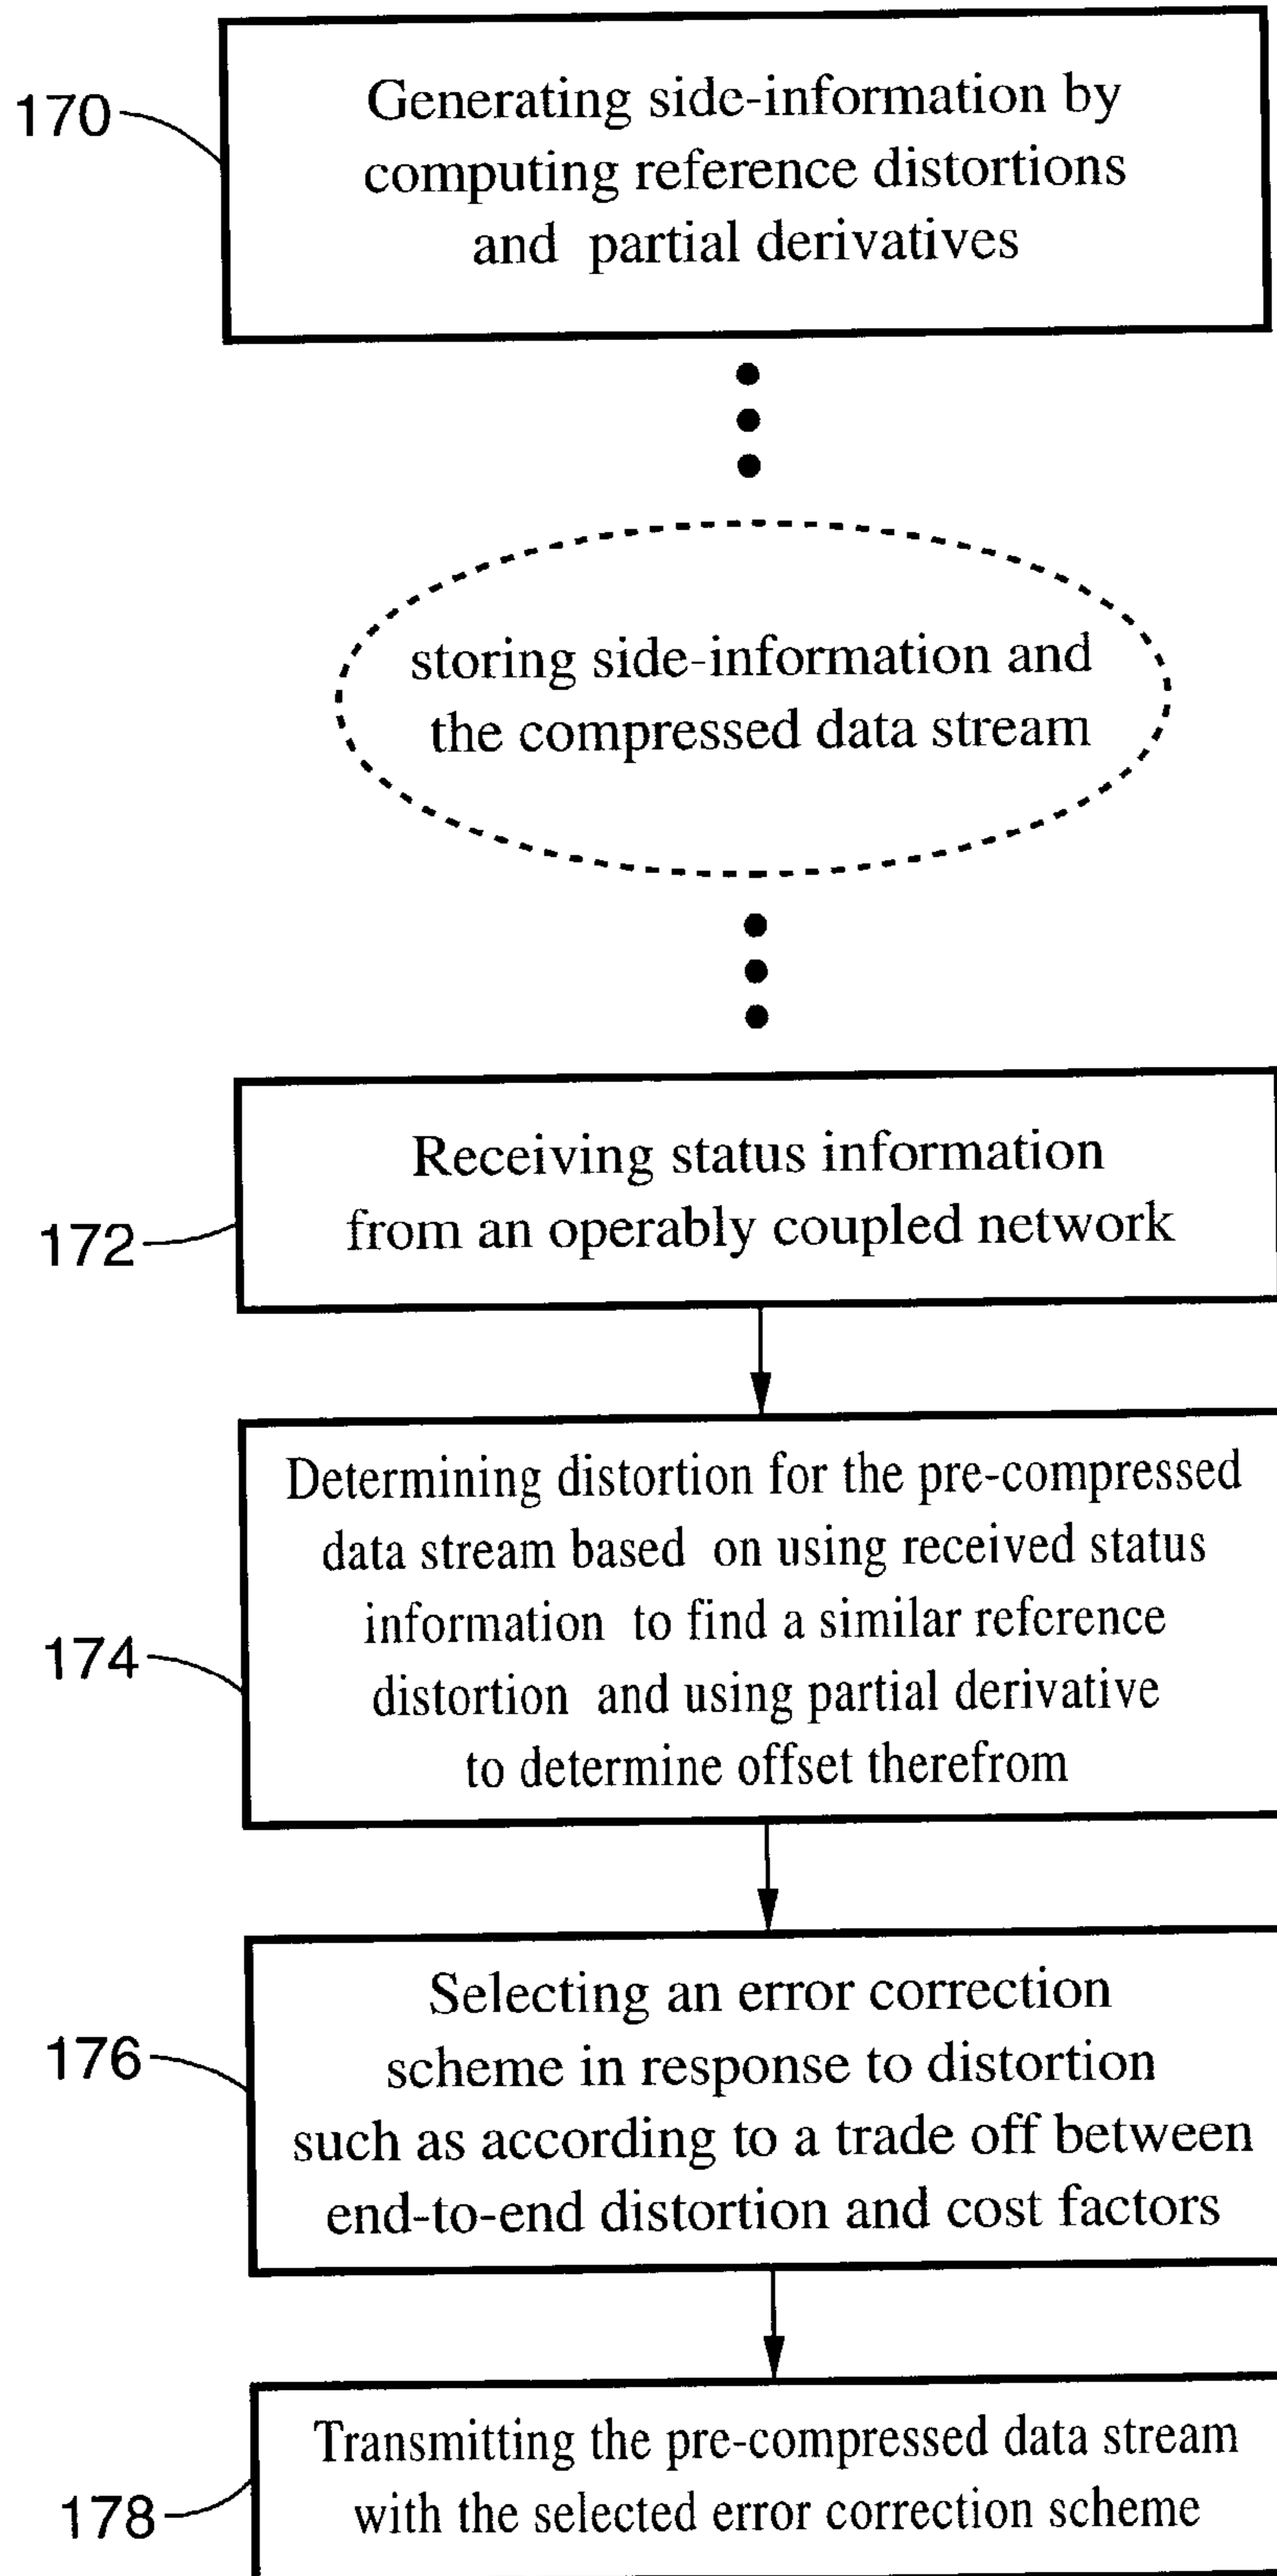 170
Generating side-information by
computing reference distortions
and partial derivatives
storing side-information and
the compressed data stream
172
Receiving status information
from an operably coupled network
174
Determining distortion for the pre-compressed
data stream based on using received status
information to find a similar reference
distortion and using partial derivative
to determine offset therefrom
176
Selecting an error correction
scheme in response to distortion
such as according to a trade off between
end-to-end distortion and cost factors
178
Transmitting the pre-compressed data stream
with the selected error correction scheme